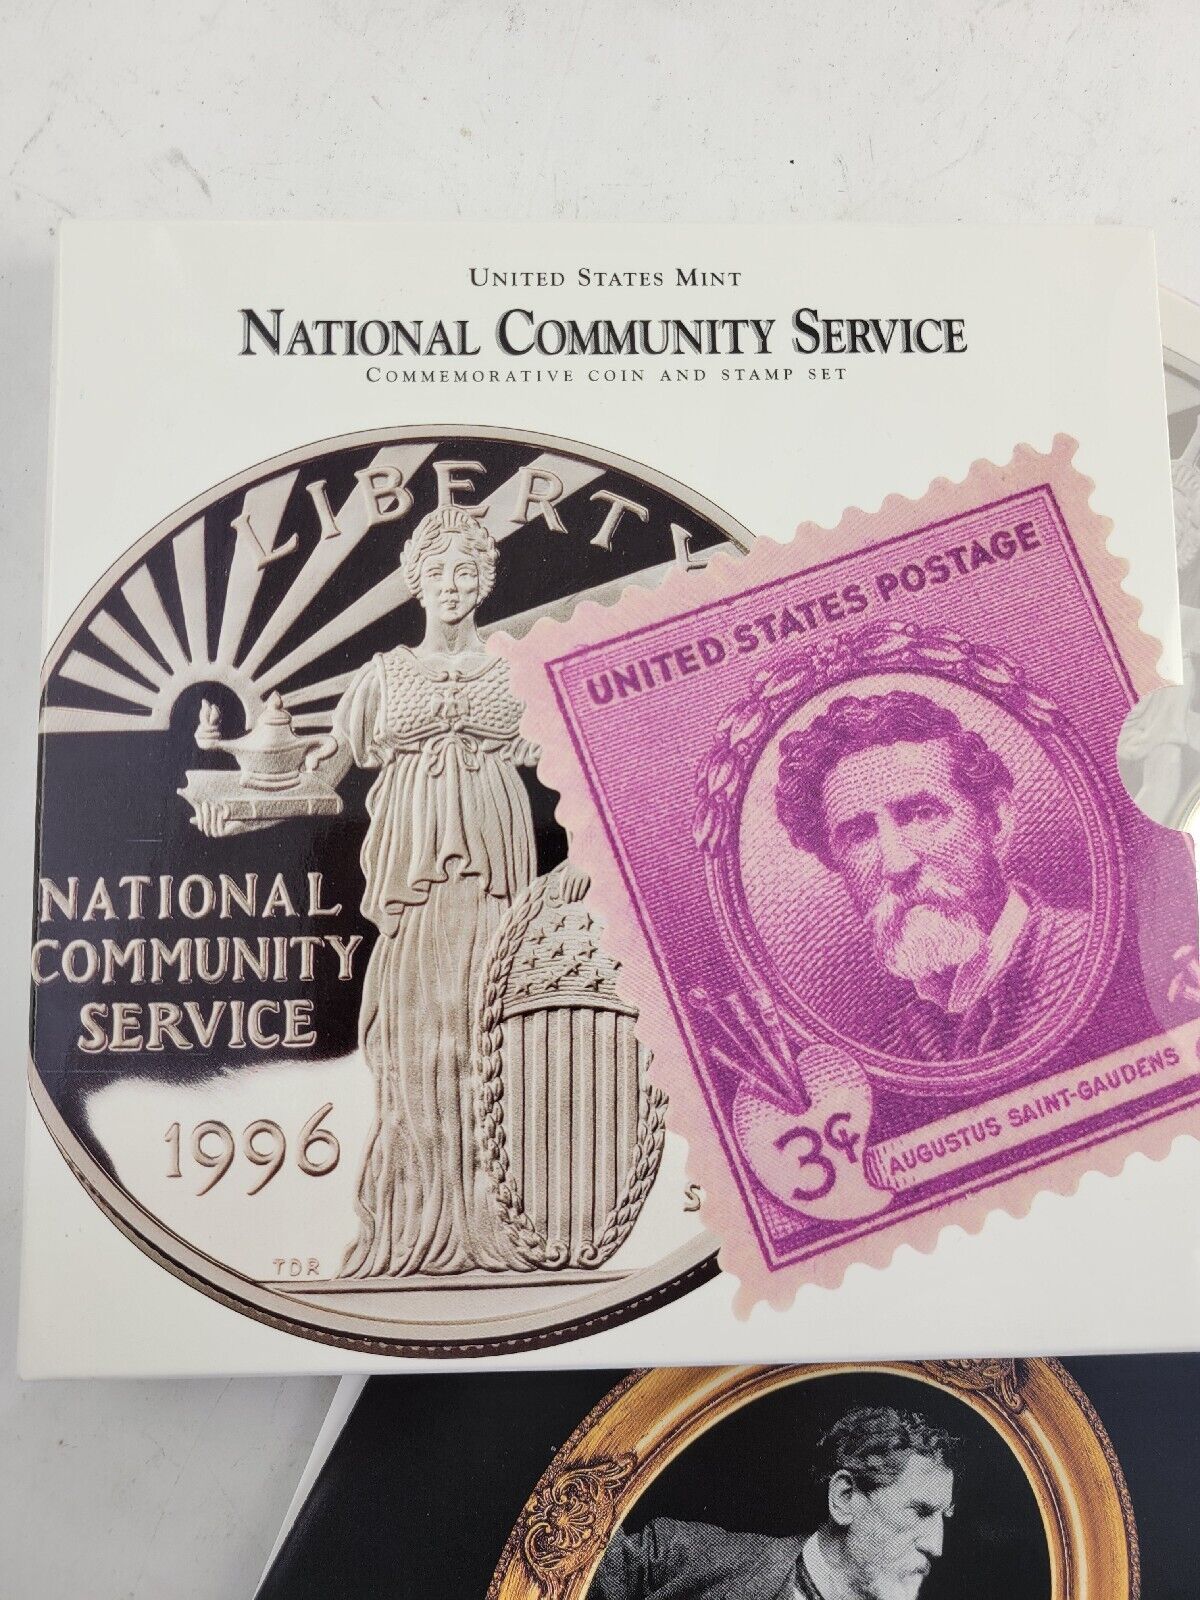 UNITED STATES MINT
NATIONAL COMMUNITY SERVICE
COMMEMORATIVE COIN AND STAMP SET
LIBERTY
NATIONAL
COMMUNITY
SERVICE
1996
TDR
S
UNITED STATES POSTAGE
3¢
AUGUSTUS SAINT-GAUDENS